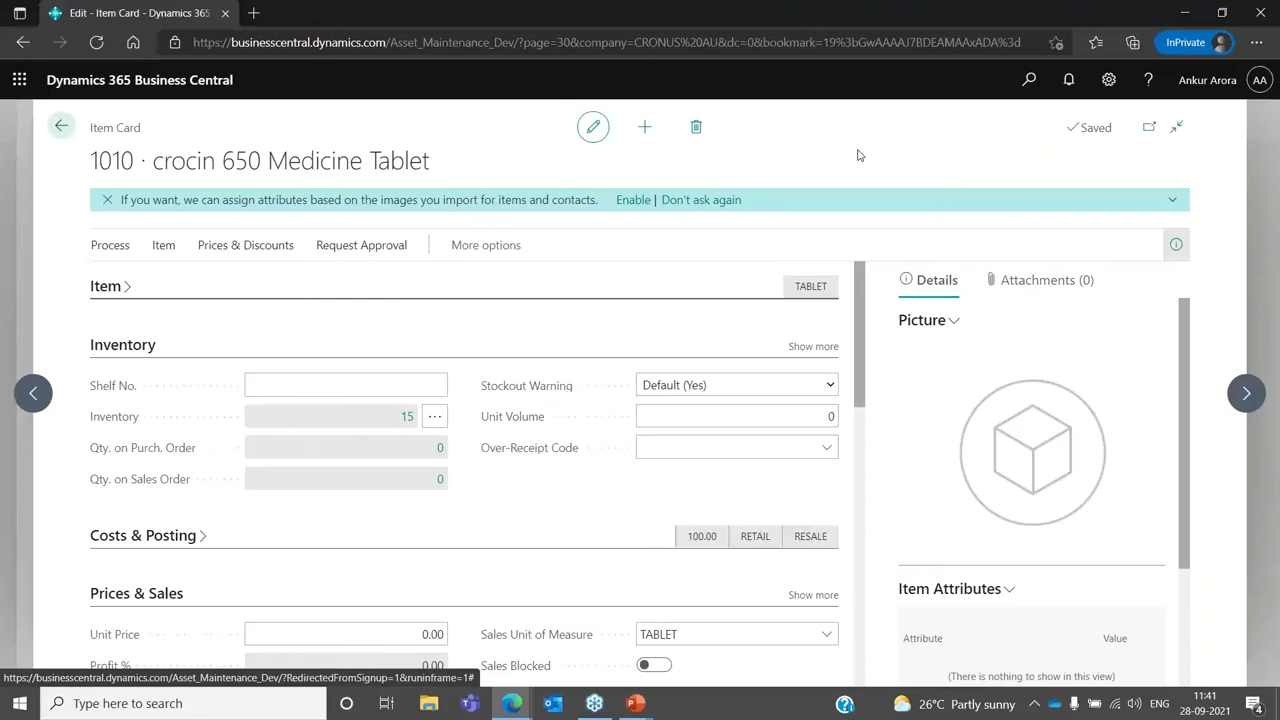 Edit - Item Card - Dynamics 365
https://businesscentral.dynamics.com/Asset_Maintenance_Dev/?page=30&company=CRONUS%20AU&dc=0&bookmark=19%3bGwAAAAJ7BDEAMAAxADA%3d
InPrivate
Dynamics 365 Business Central
Ankur Arora
AA
Item Card
Saved
1010 · crocin 650 Medicine Tablet
If you want, we can assign attributes based on the images you import for items and contacts. Enable | Don't ask again
Process Item Prices & Discounts Request Approval More options
Item TABLET
Details Attachments (0)
Picture
Inventory Show more
Shelf No. Stockout Warning Default (Yes)
Inventory 15 Unit Volume 0
Qty. on Purch. Order 0 Over-Receipt Code
Qty. on Sales Order 0
Costs & Posting 100.00 RETAIL RESALE
Item Attributes
Prices & Sales Show more
Attribute Value
Unit Price 0.00 Sales Unit of Measure TABLET
Profit % 0.00 Sales Blocked
(There is nothing to show in this view)
https://businesscentral.dynamics.com/Asset_Maintenance_Dev/?RedirectedFromSignup=1&runinframe=1#
Type here to search
26°C Partly sunny
ENG
11:41
28-09-2021
4